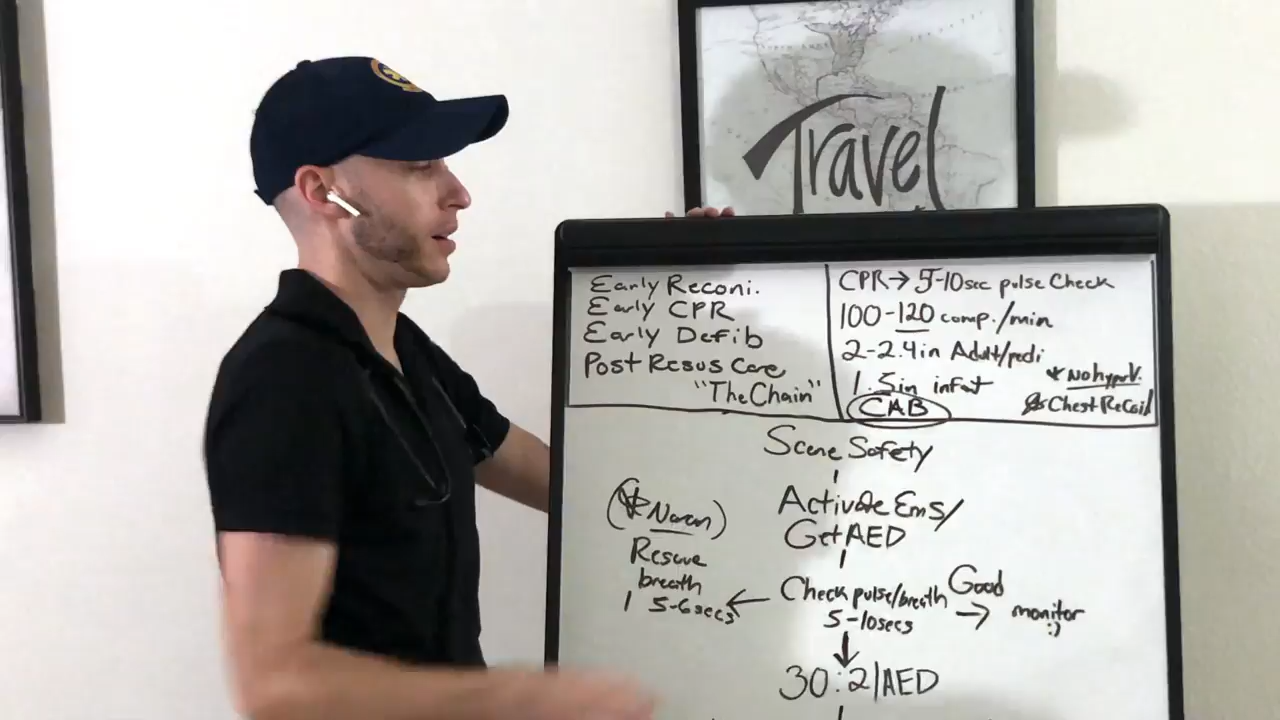 Travel
Early Reconi.
Early CPR
Early Defib
Post Resus Care
"The Chain"
CPR→ 5-10sec pulse Check
100-120 comp./min
2-2.4in Adult/pedi
1.5in infat
* No hyprv.
Chest ReCoil
CAB
Scene Safety
Activate Ems/
Get AED
(* Narcan)
Rescue
breath
1 5-6secs
← Check pulse/breath
5-10secs
Good
→ monitor
:)
↓
30:2/AED